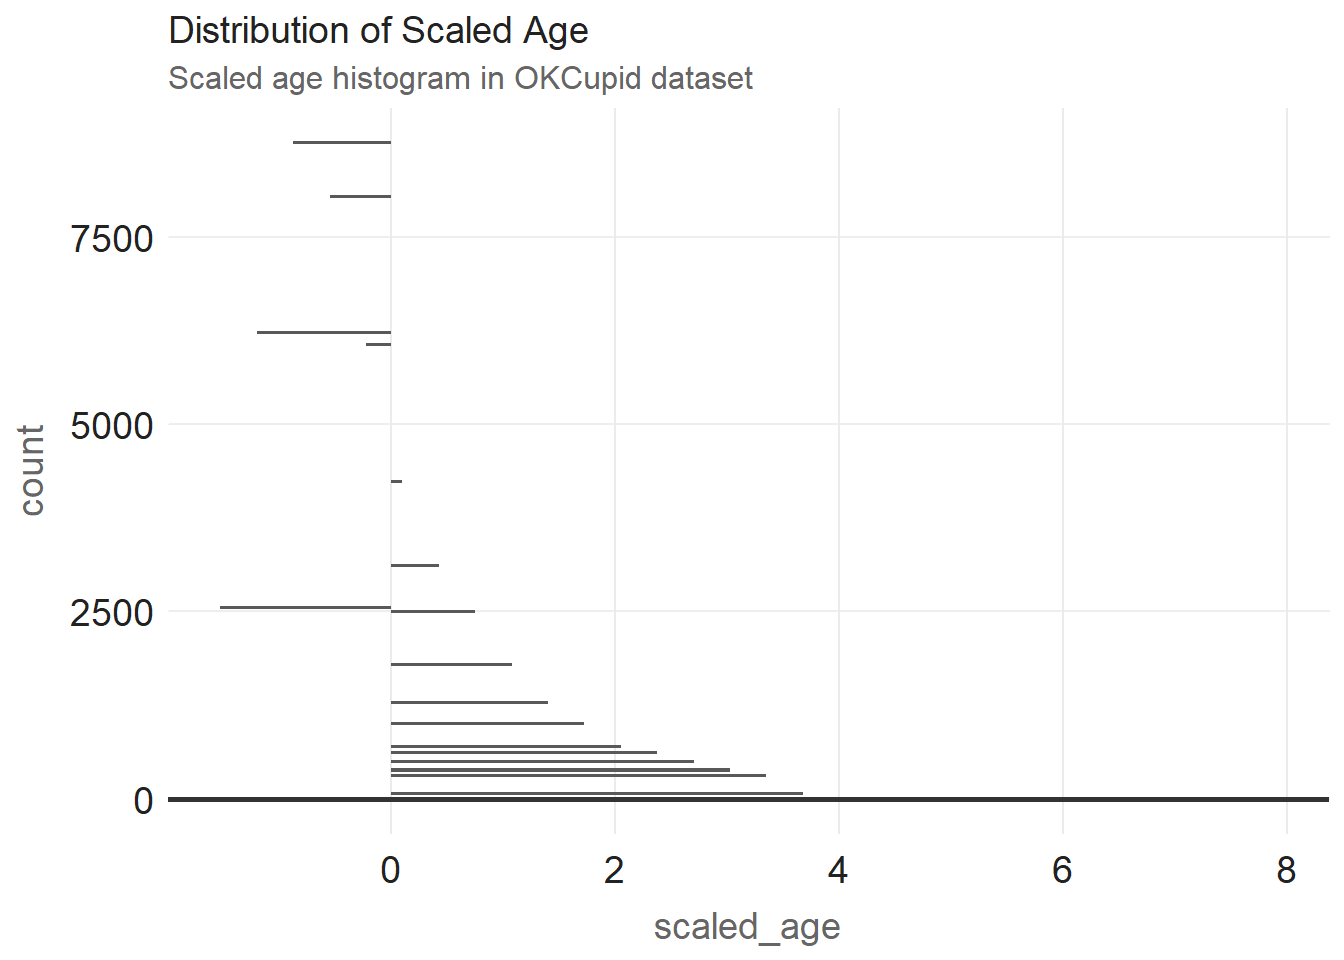 Distribution of Scaled Age
Scaled age histogram in OKCupid dataset
7500
5000
2500
0
count
0 2 4 6 8
scaled_age